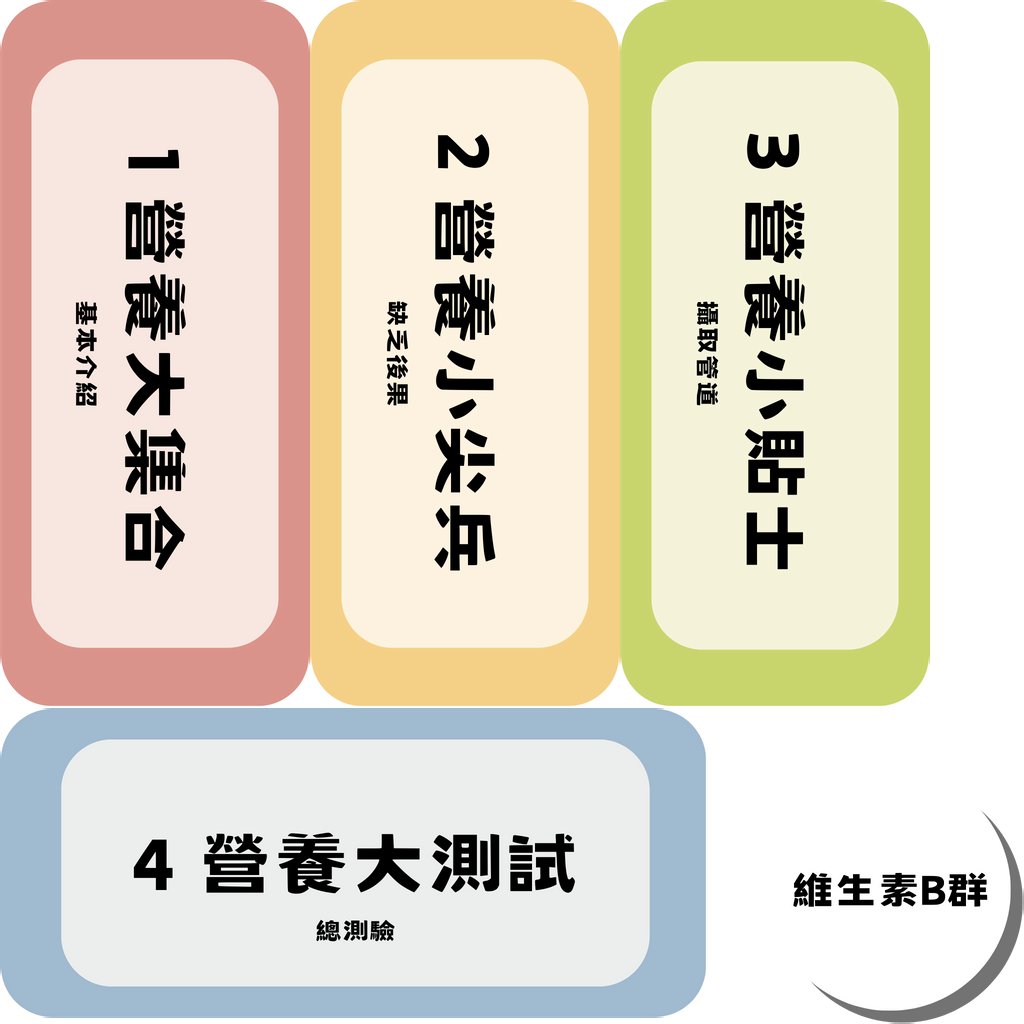 1 營養大集合
基本介紹
2 營養小尖兵
缺乏後果
3 營養小貼士
攝取管道
4 營養大測試
總測驗
維生素B群